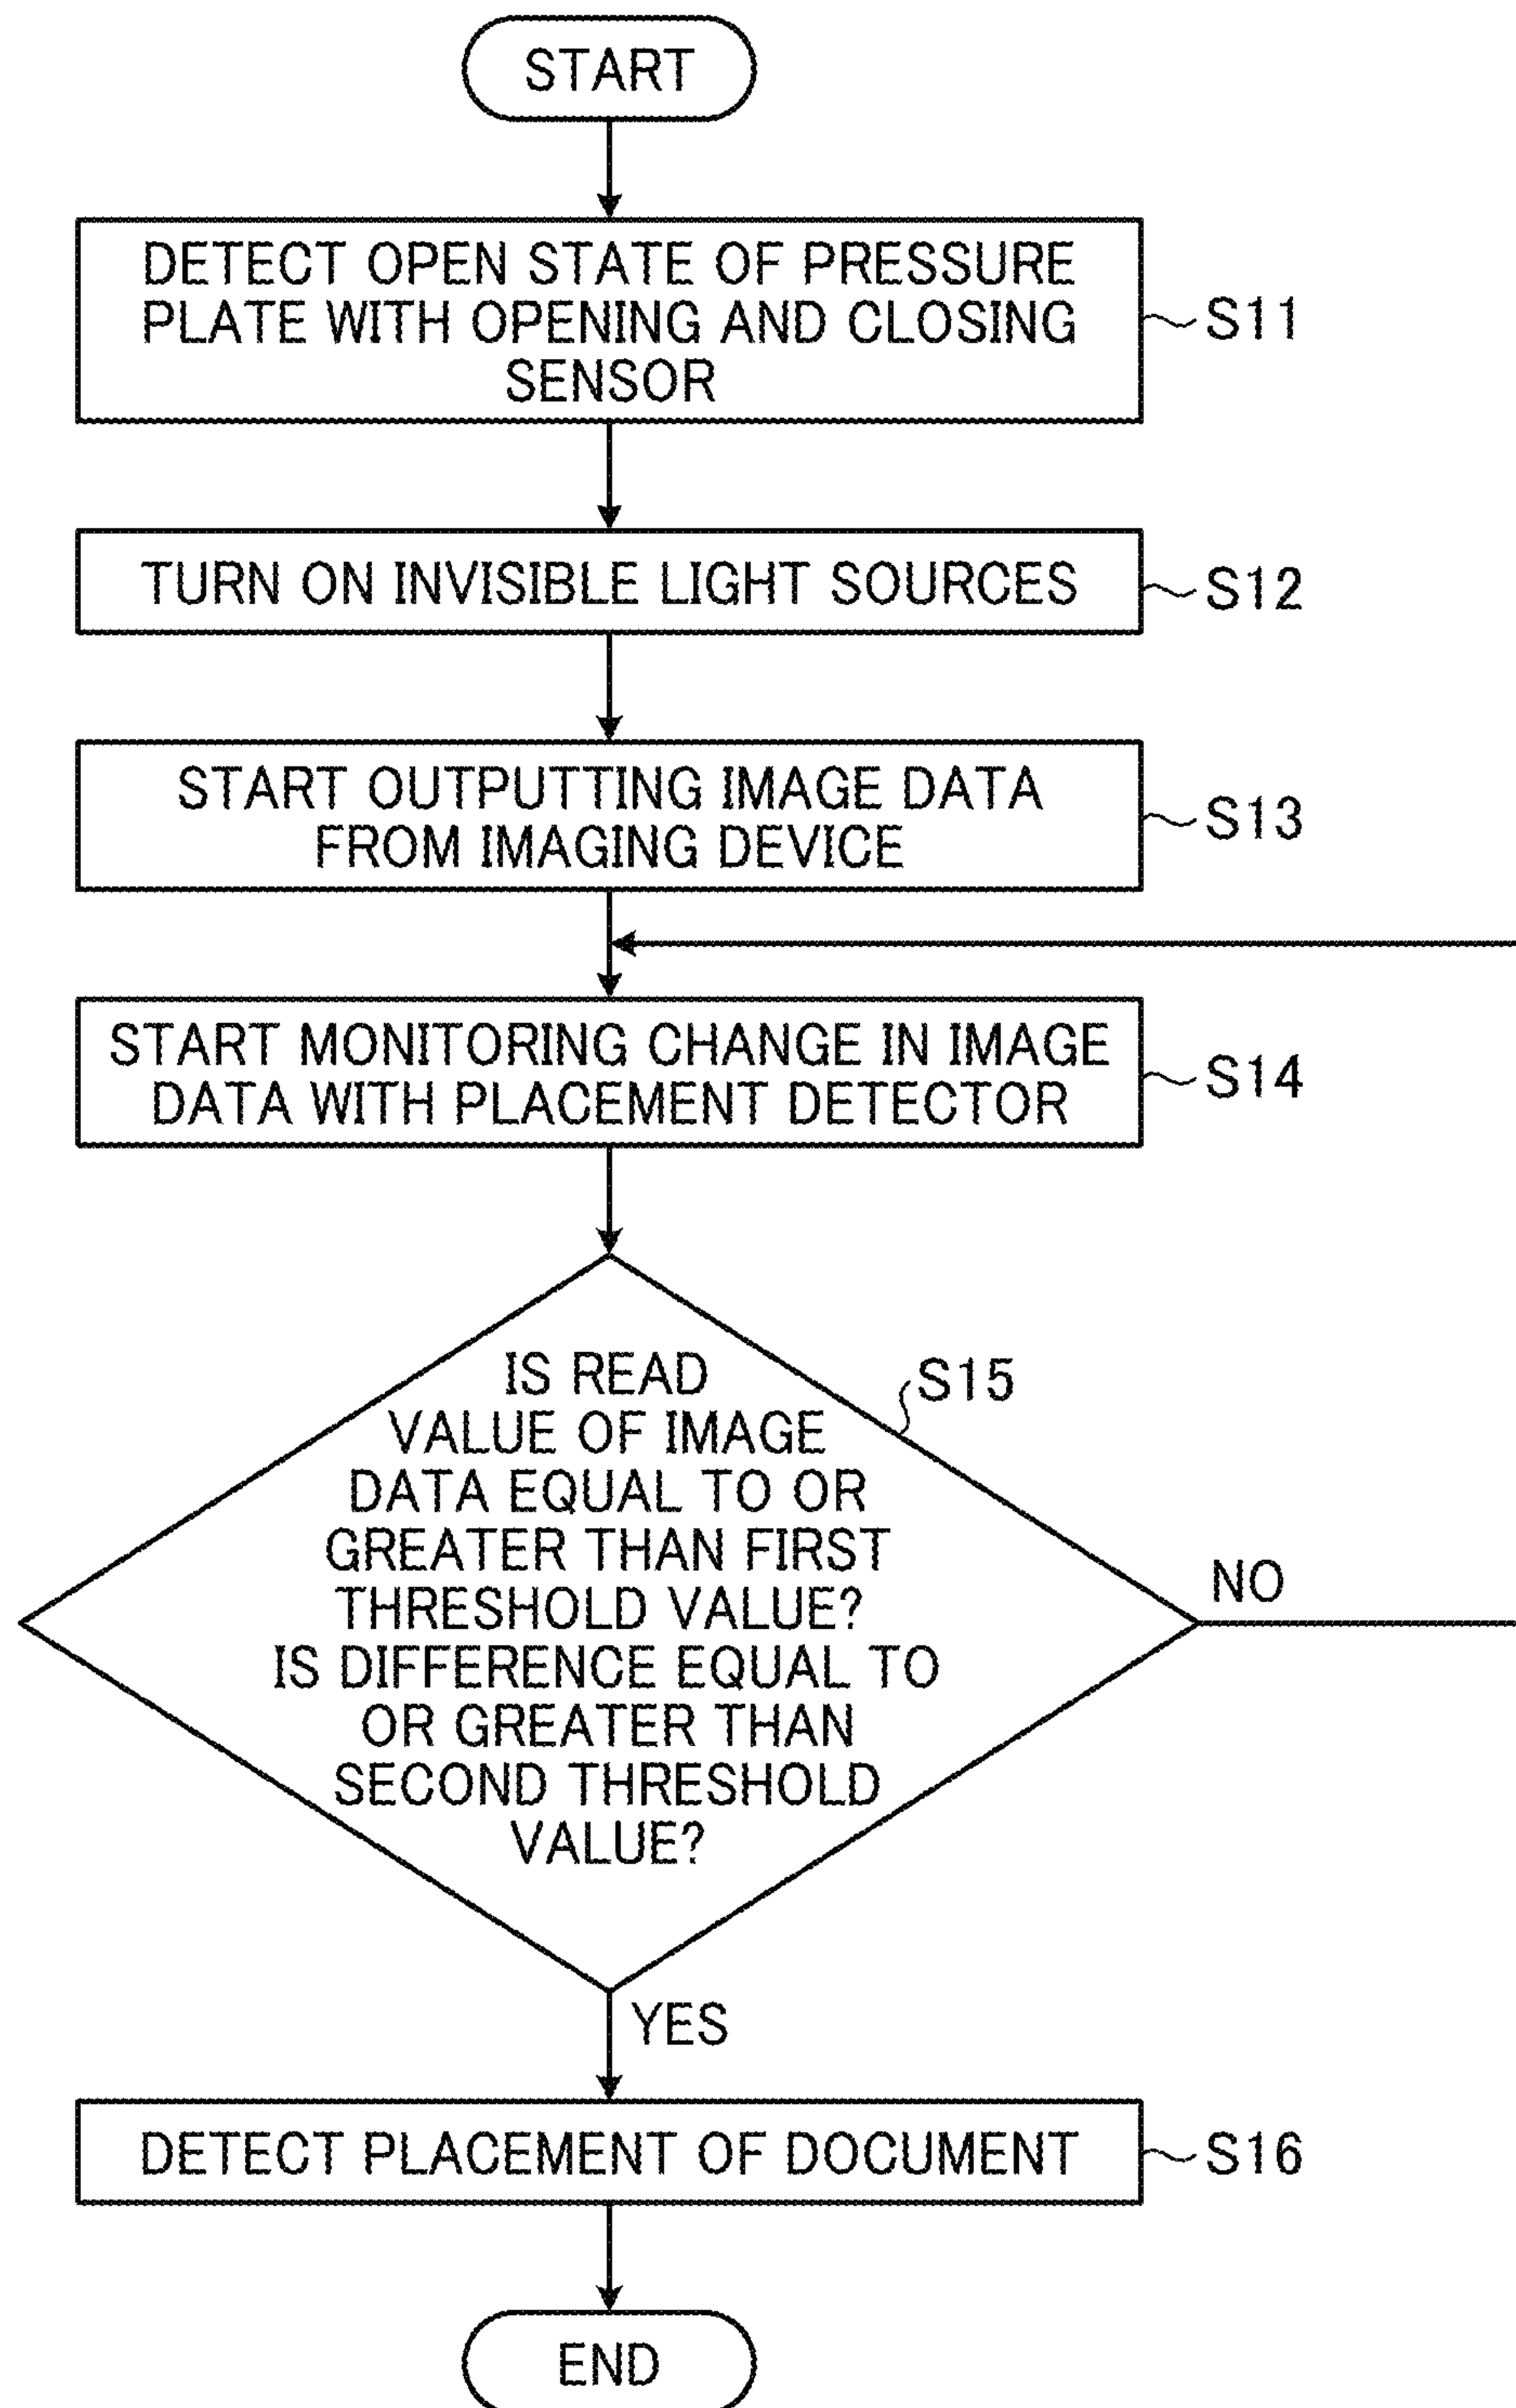 START
DETECT OPEN STATE OF PRESSURE
PLATE WITH OPENING AND CLOSING
SENSOR
S11
TURN ON INVISIBLE LIGHT SOURCES
S12
START OUTPUTTING IMAGE DATA
FROM IMAGING DEVICE
S13
START MONITORING CHANGE IN IMAGE
DATA WITH PLACEMENT DETECTOR
S14
IS READ
VALUE OF IMAGE
DATA EQUAL TO OR
GREATER THAN FIRST
THRESHOLD VALUE?
IS DIFFERENCE EQUAL TO
OR GREATER THAN
SECOND THRESHOLD
VALUE?
S15
NO
YES
DETECT PLACEMENT OF DOCUMENT
S16
END